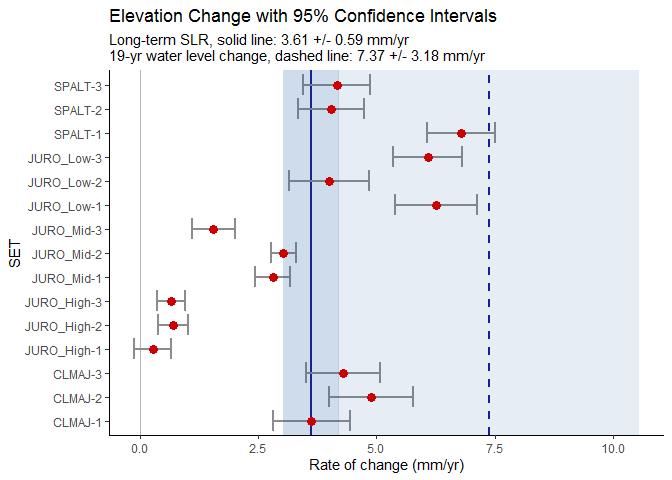 Elevation Change with 95% Confidence Intervals
Long-term SLR, solid line: 3.61 +/- 0.59 mm/yr
19-yr water level change, dashed line: 7.37 +/- 3.18 mm/yr
SPALT-3
SPALT-2
SPALT-1
JURO_Low-3
JURO_Low-2
JURO_Low-1
JURO_Mid-3
JURO_Mid-2
JURO_Mid-1
JURO_High-3
JURO_High-2
JURO_High-1
CLMAJ-3
CLMAJ-2
CLMAJ-1
SET
0.0 2.5 5.0 7.5 10.0
Rate of change (mm/yr)